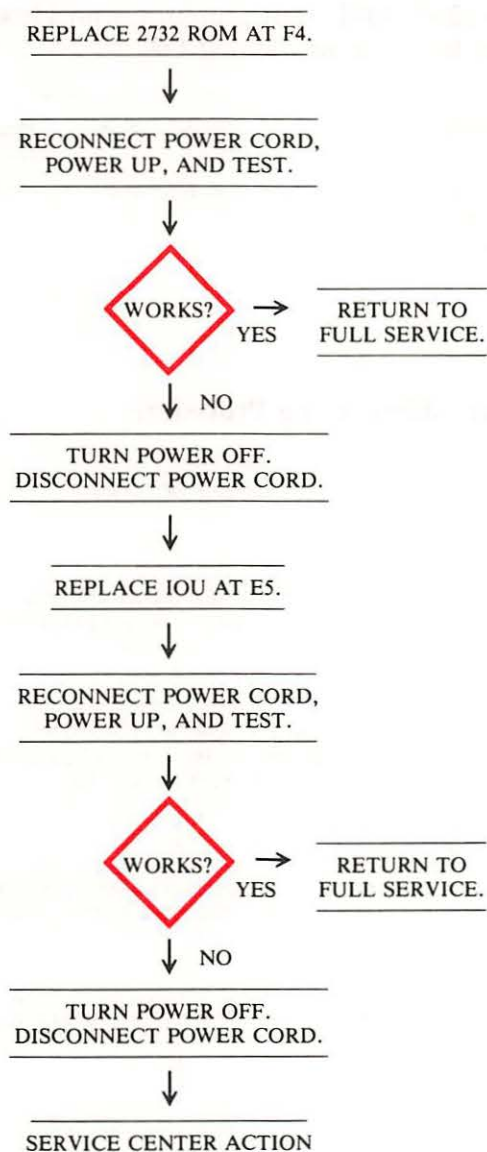 REPLACE 2732 ROM AT F4.
RECONNECT POWER CORD,
POWER UP, AND TEST.
WORKS?
YES
RETURN TO
FULL SERVICE.
NO
TURN POWER OFF.
DISCONNECT POWER CORD.
REPLACE IOU AT E5.
RECONNECT POWER CORD,
POWER UP, AND TEST.
WORKS?
YES
RETURN TO
FULL SERVICE.
NO
TURN POWER OFF.
DISCONNECT POWER CORD.
SERVICE CENTER ACTION